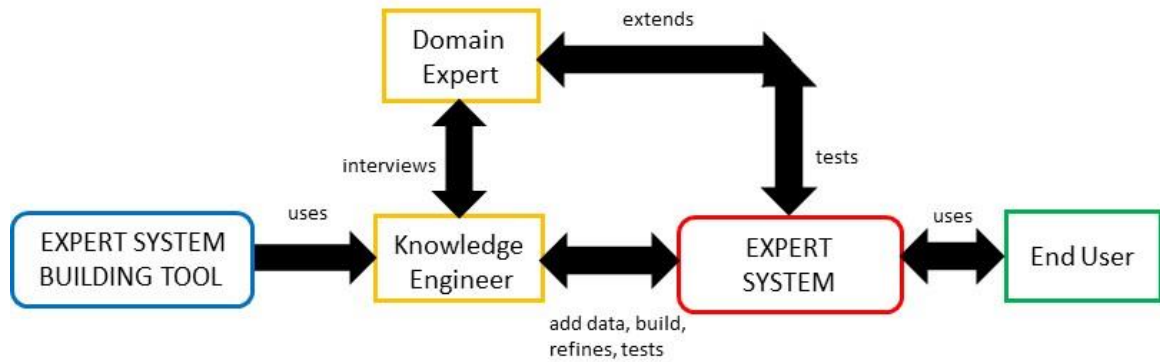 extends
Domain
Expert
interviews
tests
uses
uses
EXPERT SYSTEM
BUILDING TOOL
Knowledge
Engineer
EXPERT
SYSTEM
End User
add data, build,
refines, tests